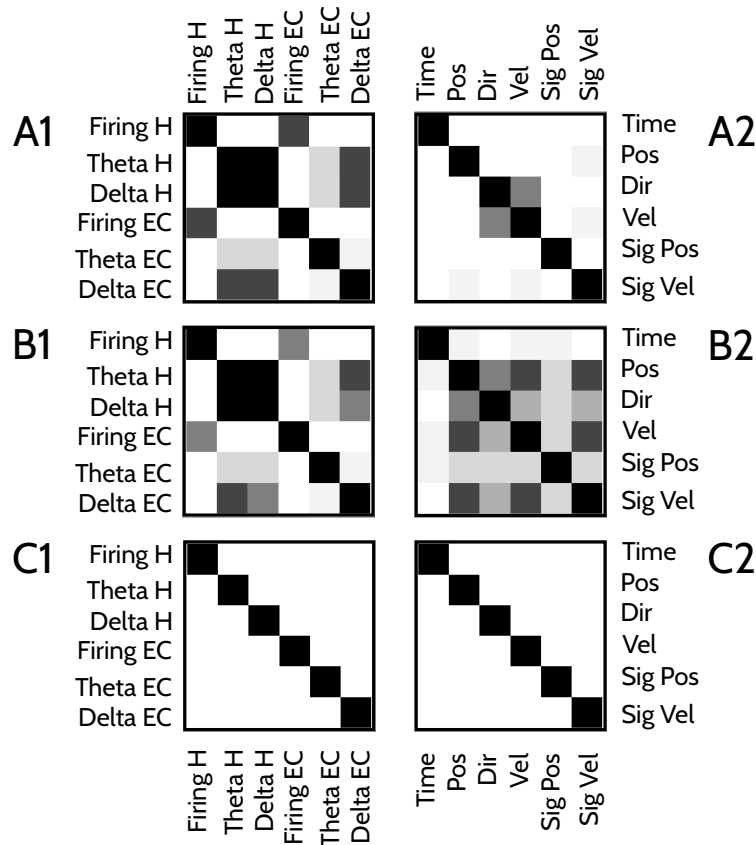 Firing H
Theta H
Delta H
Firing EC
Theta EC
Delta EC
Time
Pos
Dir
Vel
Sig Pos
Sig Vel
A1
Firing H
Theta H
Delta H
Firing EC
Theta EC
Delta EC
Time
Pos
Dir
Vel
Sig Pos
Sig Vel
A2
B1
Firing H
Theta H
Delta H
Firing EC
Theta EC
Delta EC
Time
Pos
Dir
Vel
Sig Pos
Sig Vel
B2
C1
Firing H
Theta H
Delta H
Firing EC
Theta EC
Delta EC
Time
Pos
Dir
Vel
Sig Pos
Sig Vel
C2
Firing H
Theta H
Delta H
Firing EC
Theta EC
Delta EC
Time
Pos
Dir
Vel
Sig Pos
Sig Vel